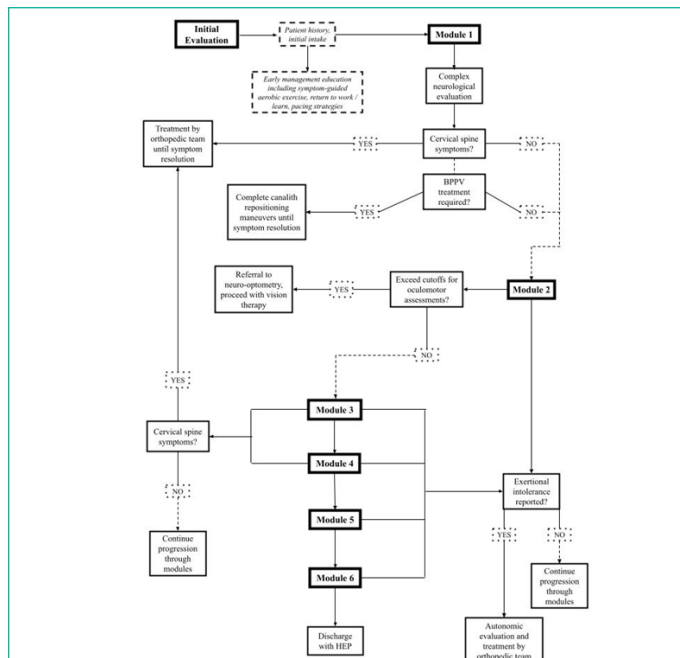 Initial
Evaluation
Patient history,
initial intake
Module 1
Early management education
including symptom-guided
aerobic exercise, return to work /
learn, pacing strategies
Complex
neurological
evaluation
Treatment by
orthopedic team
until symptom
resolution
YES
Cervical spine
symptoms?
NO
BPPV
treatment
required?
Complete canalith
repositioning
maneuvers until
symptom resolution
YES
NO
Referral to
neuro-optometry,
proceed with vision
therapy
YES
Exceed cutoffs for
oculomotor
assessments?
Module 2
NO
YES
Module 3
Cervical spine
symptoms?
Module 4
Exertional
intolerance
reported?
NO
Module 5
YES
NO
Continue
progression
through
modules
Module 6
Continue
progression
through
modules
Discharge
with HEP
Autonomic
evaluation and
treatment by
orthopedic team